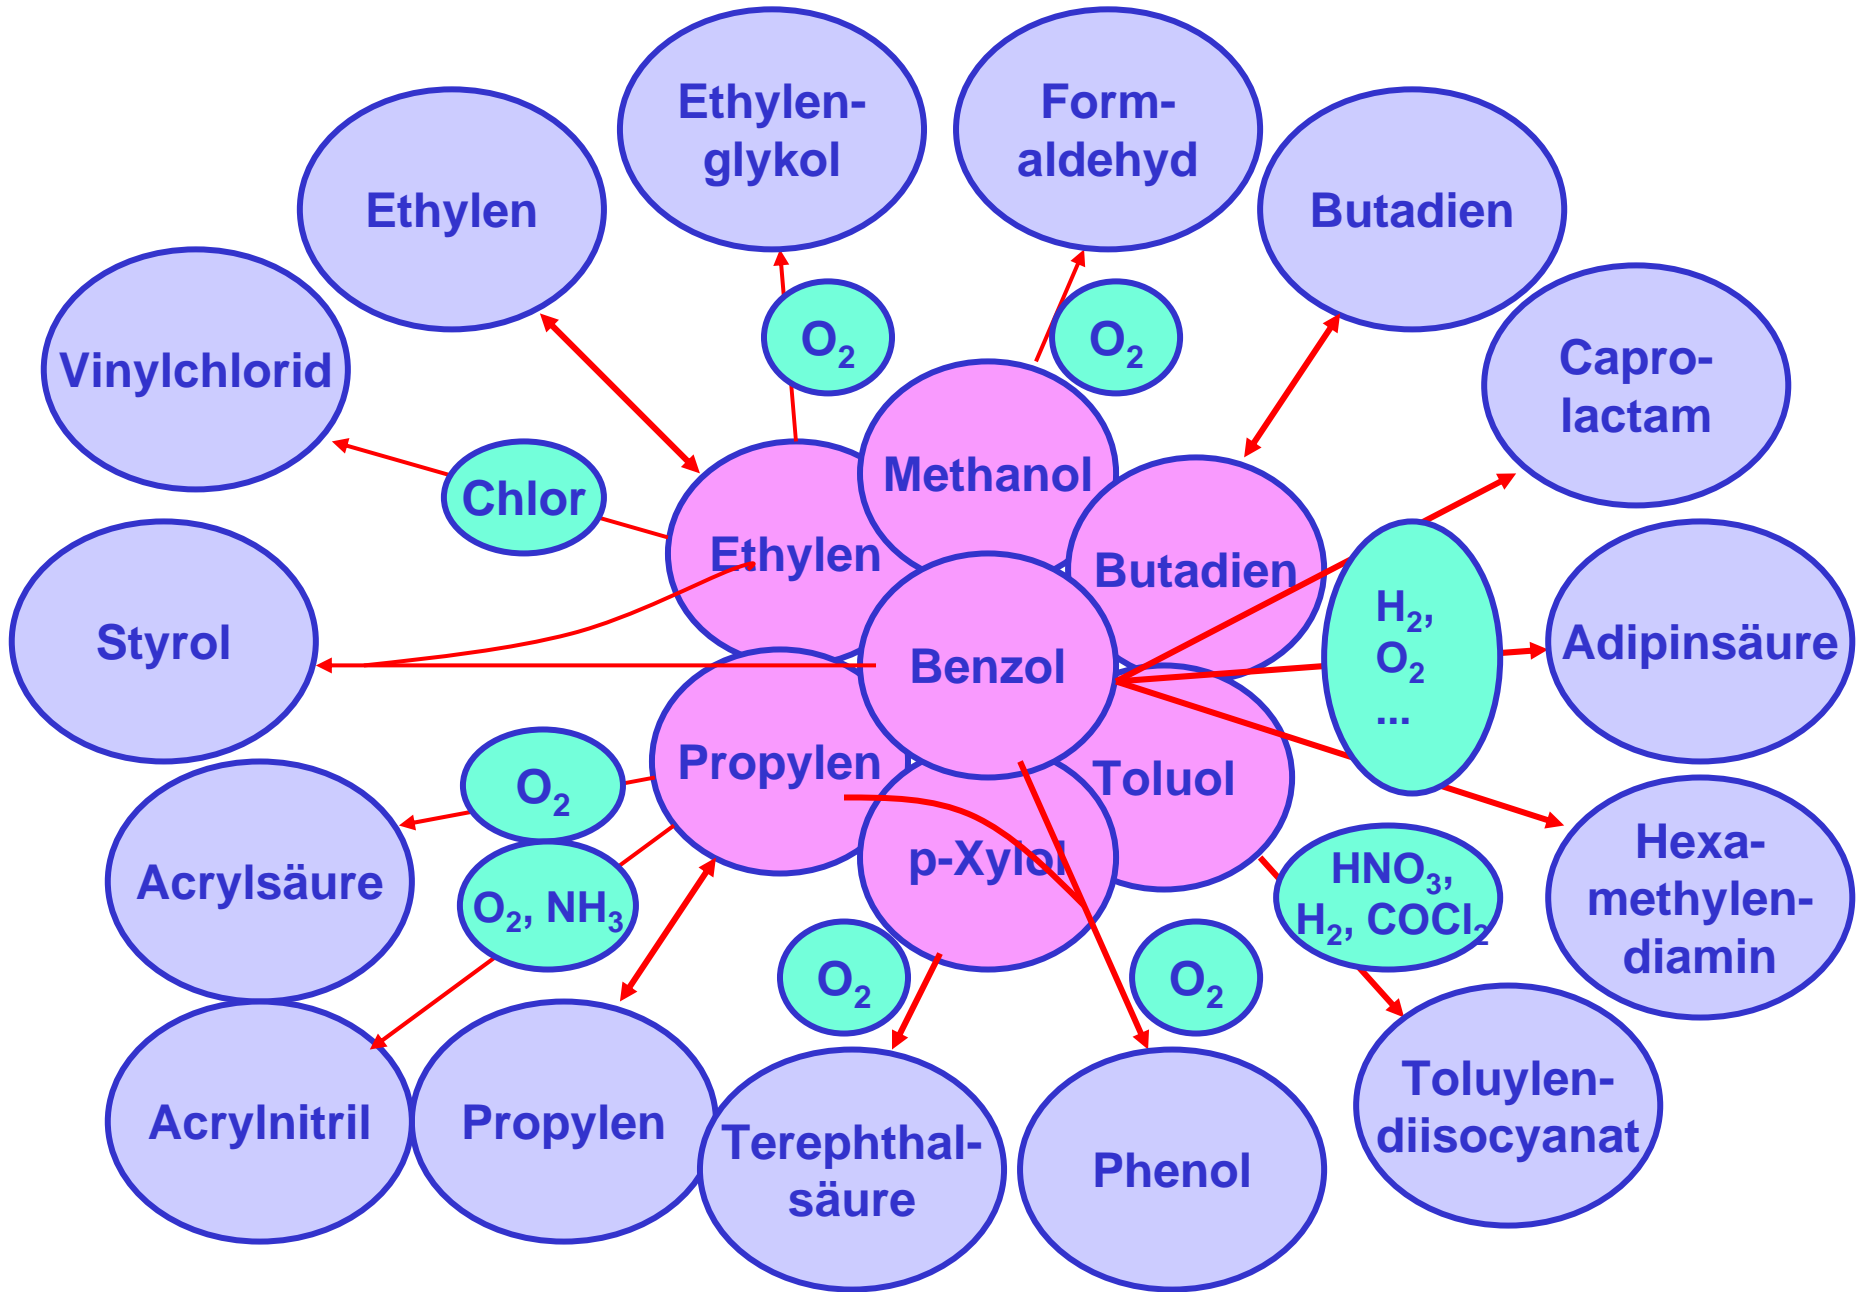 Ethylen-
glykol
Form-
aldehyd
Ethylen
Butadien
Vinylchlorid
O₂
O₂
Capro-
lactam
Chlor
Methanol
Ethylen
Butadien
Styrol
Benzol
H₂,
O₂
...
Adipinsäure
O₂
Propylen
Toluol
Acrylsäure
O₂, NH₃
p-Xylol
HNO₃,
H₂, COCl₂
Hexa-
methylen-
diamin
O₂
O₂
Acrylnitril
Propylen
Terephthal-
säure
Phenol
Toluylen-
diisocyanat